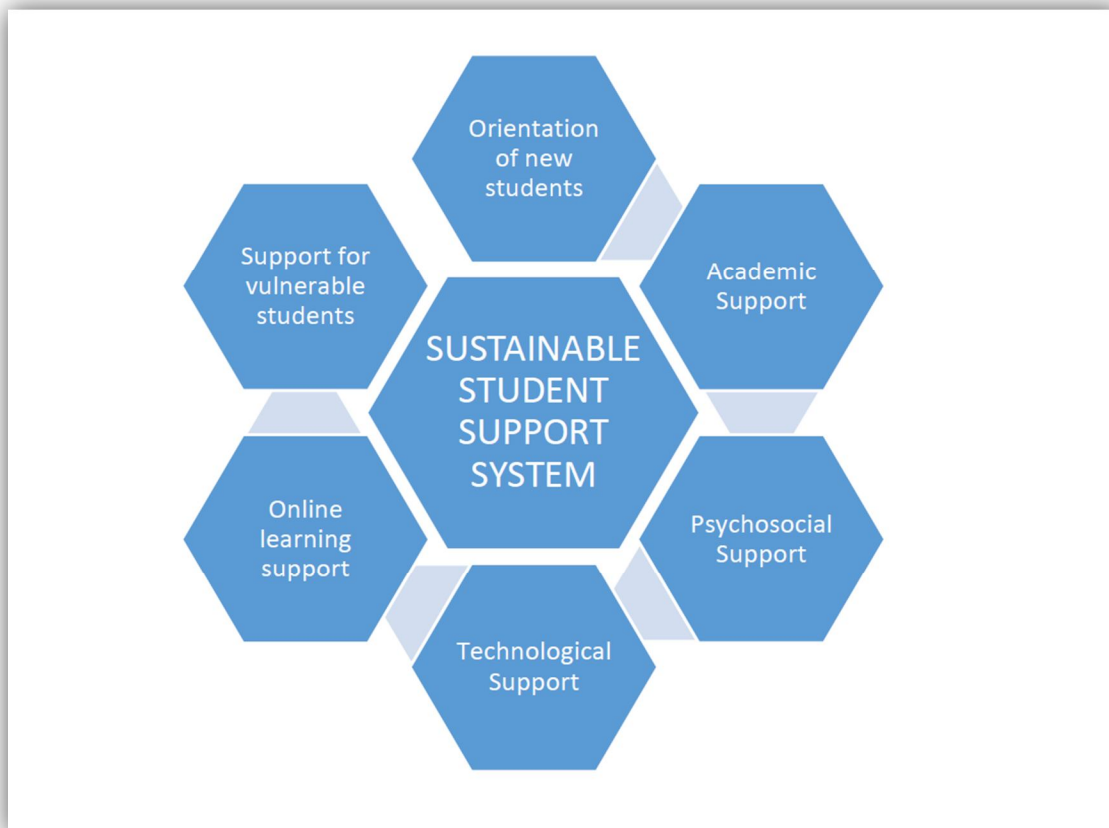 Orientation
of new
students
Academic
Support
Psychosocial
Support
Technological
Support
Online
learning
support
Support for
vulnerable
students
SUSTAINABLE
STUDENT
SUPPORT
SYSTEM